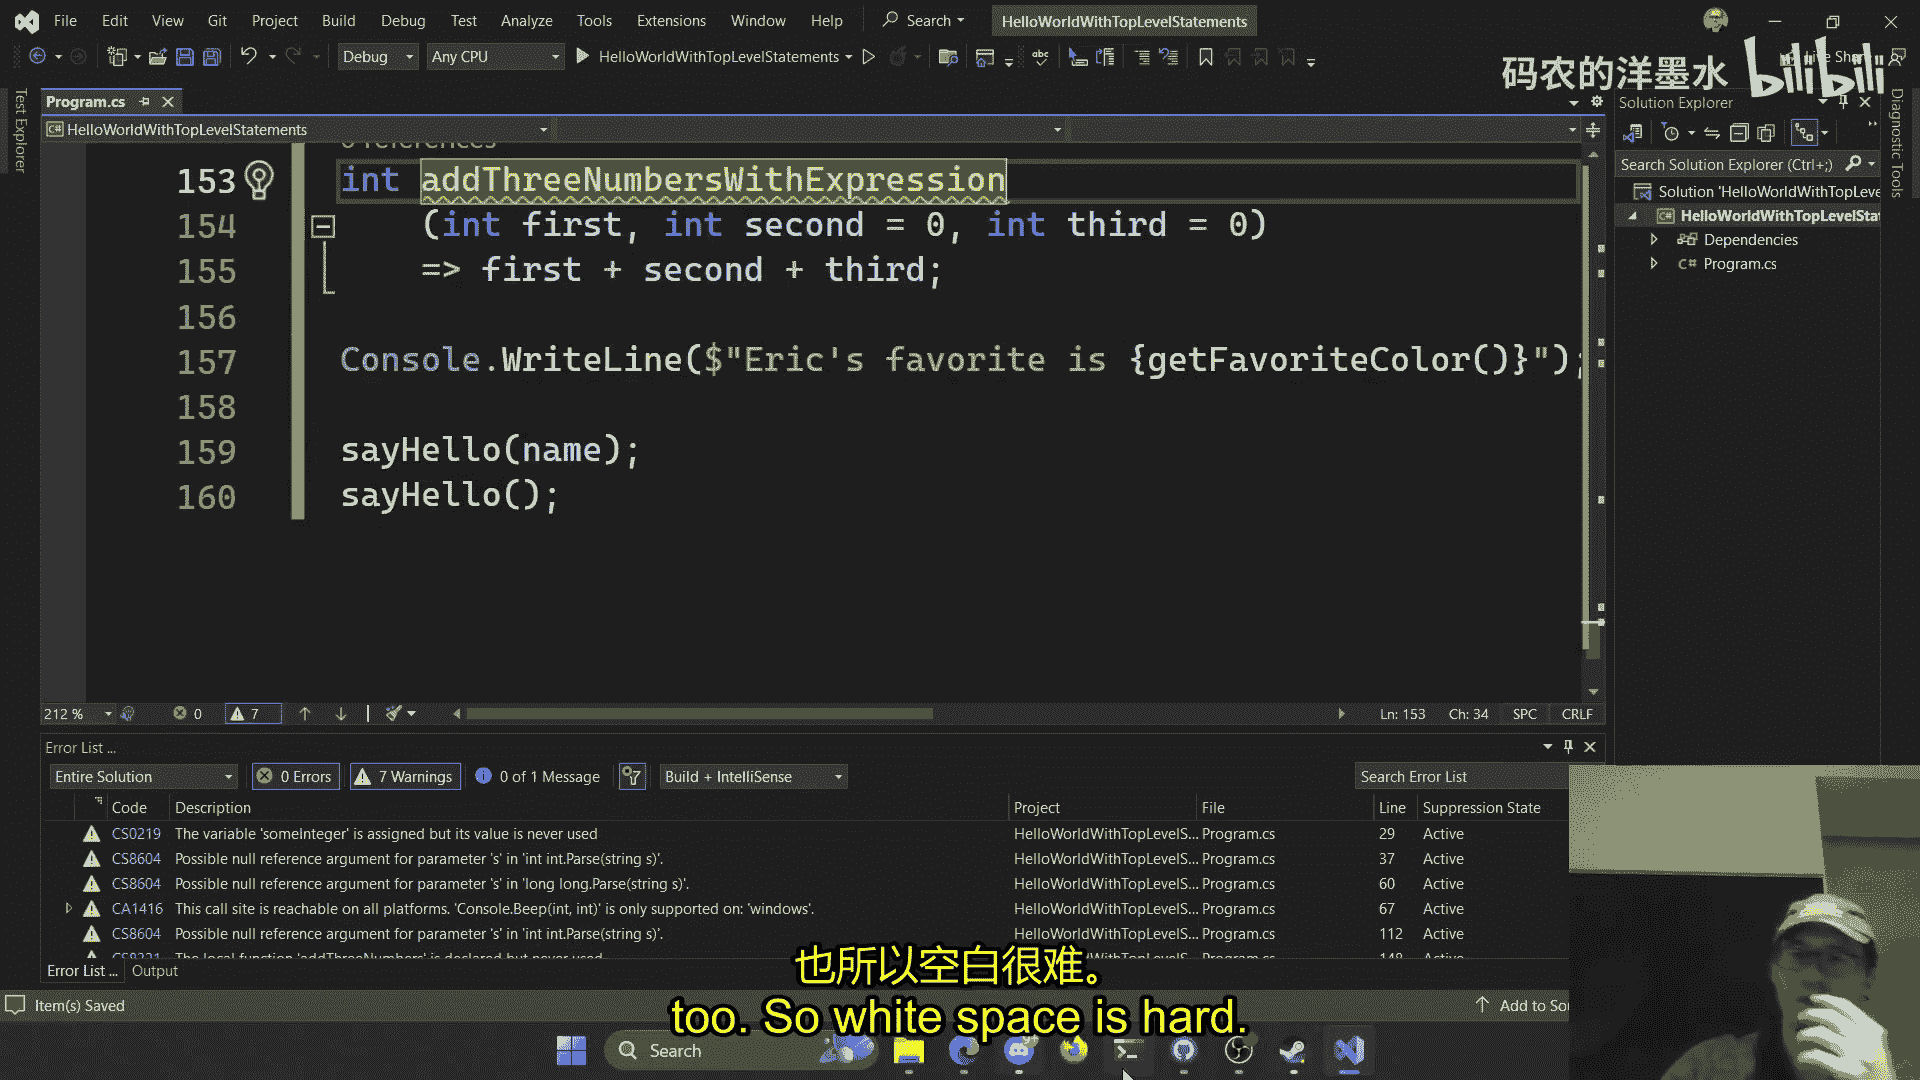 File Edit View Git Project Build Debug Test Analyze Tools Extensions Window Help Search HelloWorldWithTopLevelStatements
Debug Any CPU HelloWorldWithTopLevelStatements
码农的洋墨水 bilibili
Test Explorer
Program.cs
HelloWorldWithTopLevelStatements
153 int addThreeNumbersWithExpression
154 (int first, int second = 0, int third = 0)
155 => first + second + third;
156
157 Console.WriteLine($"Eric's favorite is {getFavoriteColor()}");
158
159 sayHello(name);
160 sayHello();
Solution Explorer
Search Solution Explorer (Ctrl+;)
Solution 'HelloWorldWithTopLeve
HelloWorldWithTopLevelSta
Dependencies
C# Program.cs
Diagnostic Tools
212 % 0 7 Ln: 153 Ch: 34 SPC CRLF
Error List ...
Entire Solution 0 Errors 7 Warnings 0 of 1 Message Build + IntelliSense Search Error List
Code Description Project File Line Suppression State
CS0219 The variable 'someInteger' is assigned but its value is never used HelloWorldWithTopLevelS... Program.cs 29 Active
CS8604 Possible null reference argument for parameter 's' in 'int int.Parse(string s)'. HelloWorldWithTopLevelS... Program.cs 37 Active
CS8604 Possible null reference argument for parameter 's' in 'long long.Parse(string s)'. HelloWorldWithTopLevelS... Program.cs 60 Active
CA1416 This call site is reachable on all platforms. 'Console.Beep(int, int)' is only supported on: 'windows'. HelloWorldWithTopLevelS... Program.cs 67 Active
CS8604 Possible null reference argument for parameter 's' in 'int int.Parse(string s)'. HelloWorldWithTopLevelS... Program.cs 112 Active
Error List ... Output
Item(s) Saved Add to So
也所以空白很难。
too. So white space is hard.
Search